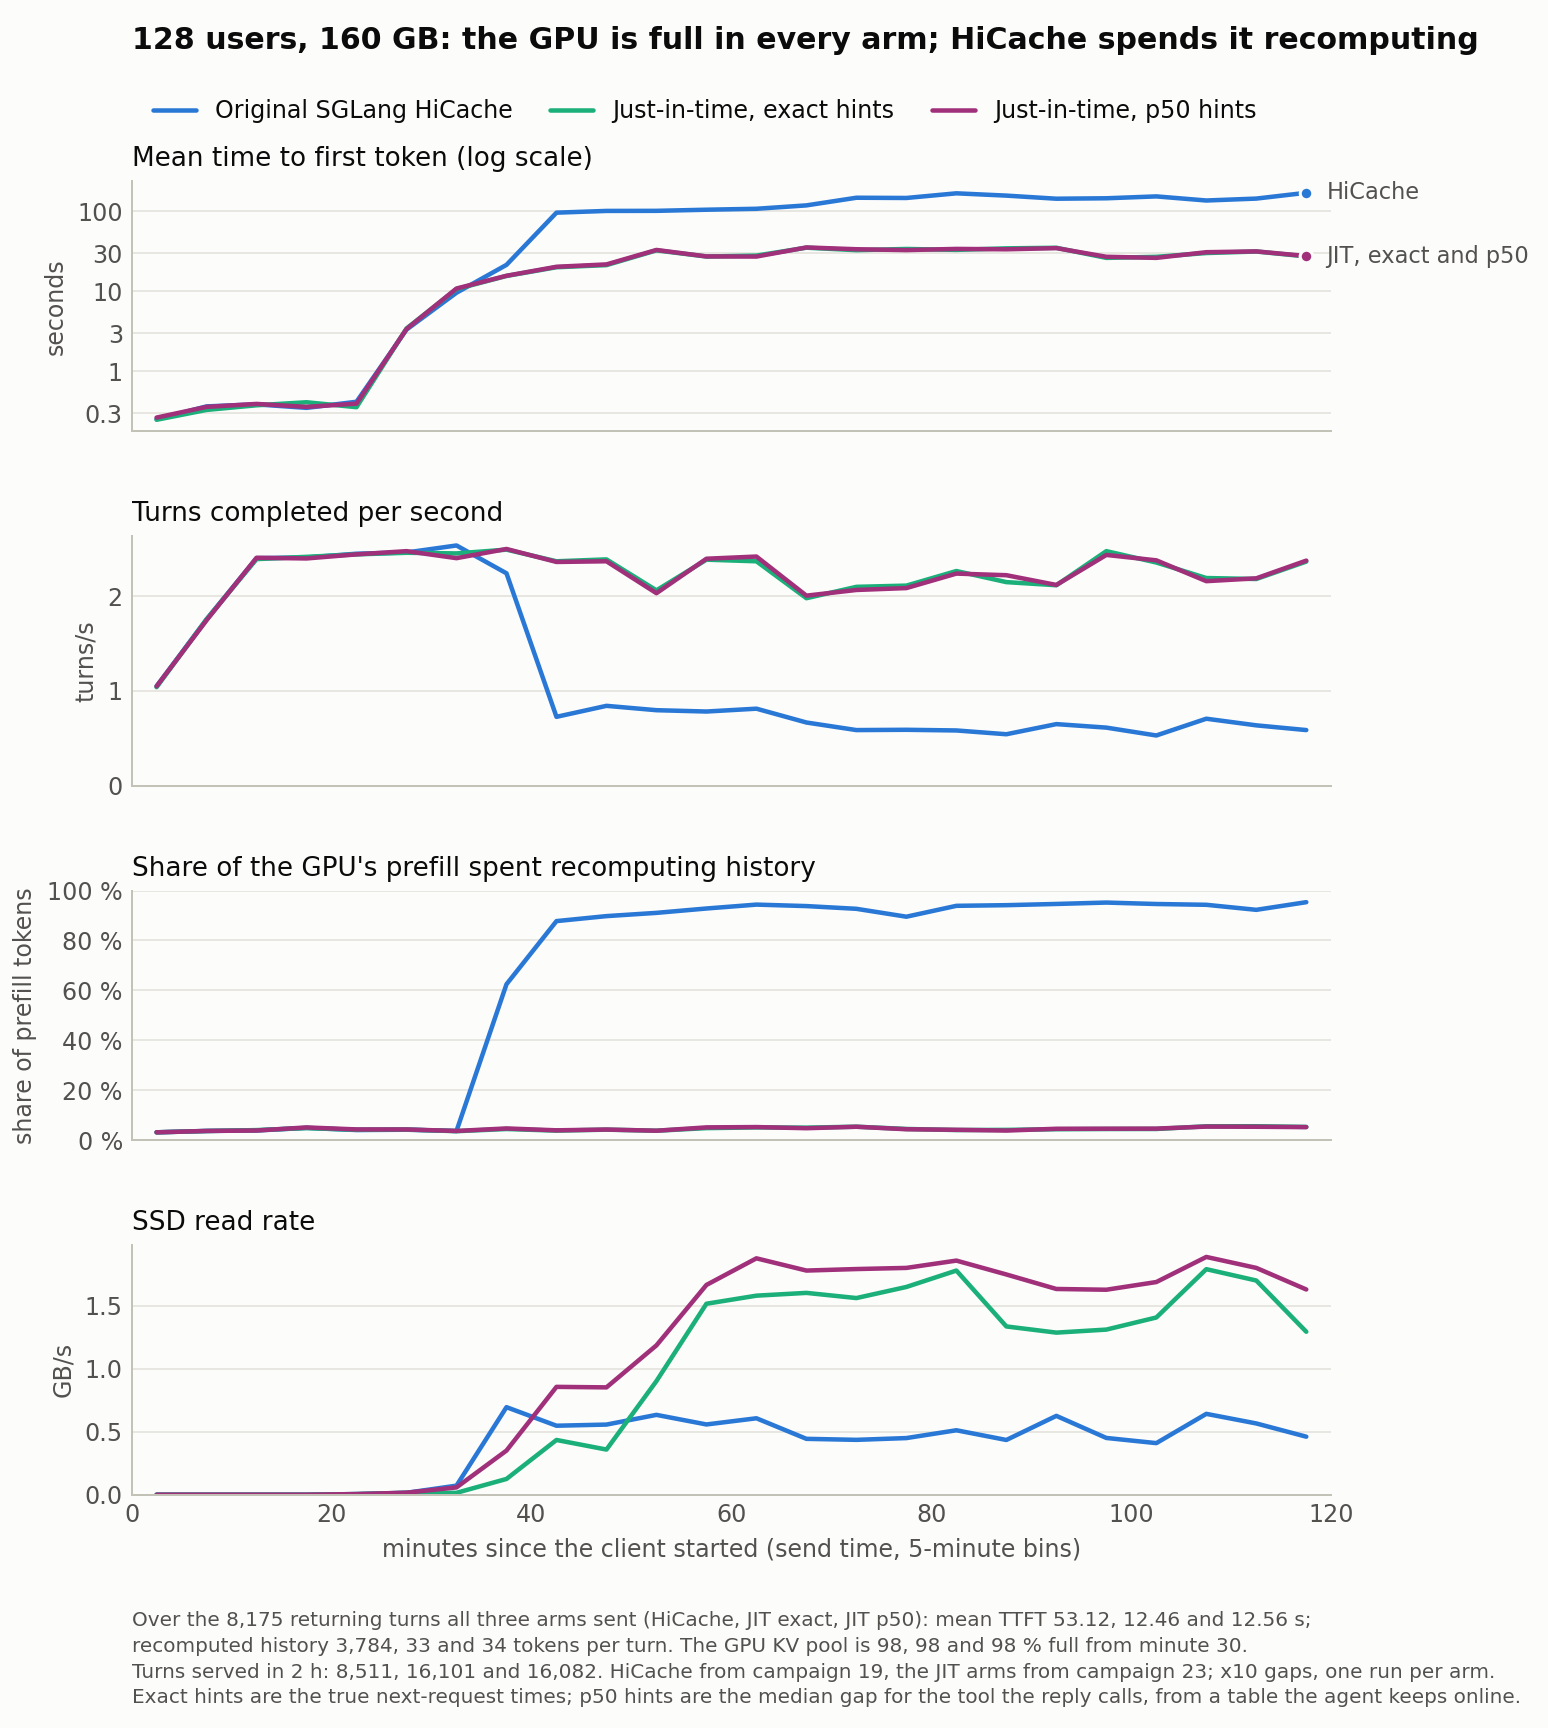 128 users, 160 GB: the GPU is full in every arm; HiCache spends it recomputing
Original SGLang HiCache
Just-in-time, exact hints
Just-in-time, p50 hints
Mean time to first token (log scale)
seconds
100
30
10
3
1
0.3
HiCache
JIT, exact and p50
Turns completed per second
turns/s
2
1
0
Share of the GPU's prefill spent recomputing history
share of prefill tokens
100 %
80 %
60 %
40 %
20 %
0 %
SSD read rate
GB/s
1.5
1.0
0.5
0.0
0 20 40 60 80 100 120
minutes since the client started (send time, 5-minute bins)
Over the 8,175 returning turns all three arms sent (HiCache, JIT exact, JIT p50): mean TTFT 53.12, 12.46 and 12.56 s;
recomputed history 3,784, 33 and 34 tokens per turn. The GPU KV pool is 98, 98 and 98 % full from minute 30.
Turns served in 2 h: 8,511, 16,101 and 16,082. HiCache from campaign 19, the JIT arms from campaign 23; x10 gaps, one run per arm.
Exact hints are the true next-request times; p50 hints are the median gap for the tool the reply calls, from a table the agent keeps online.